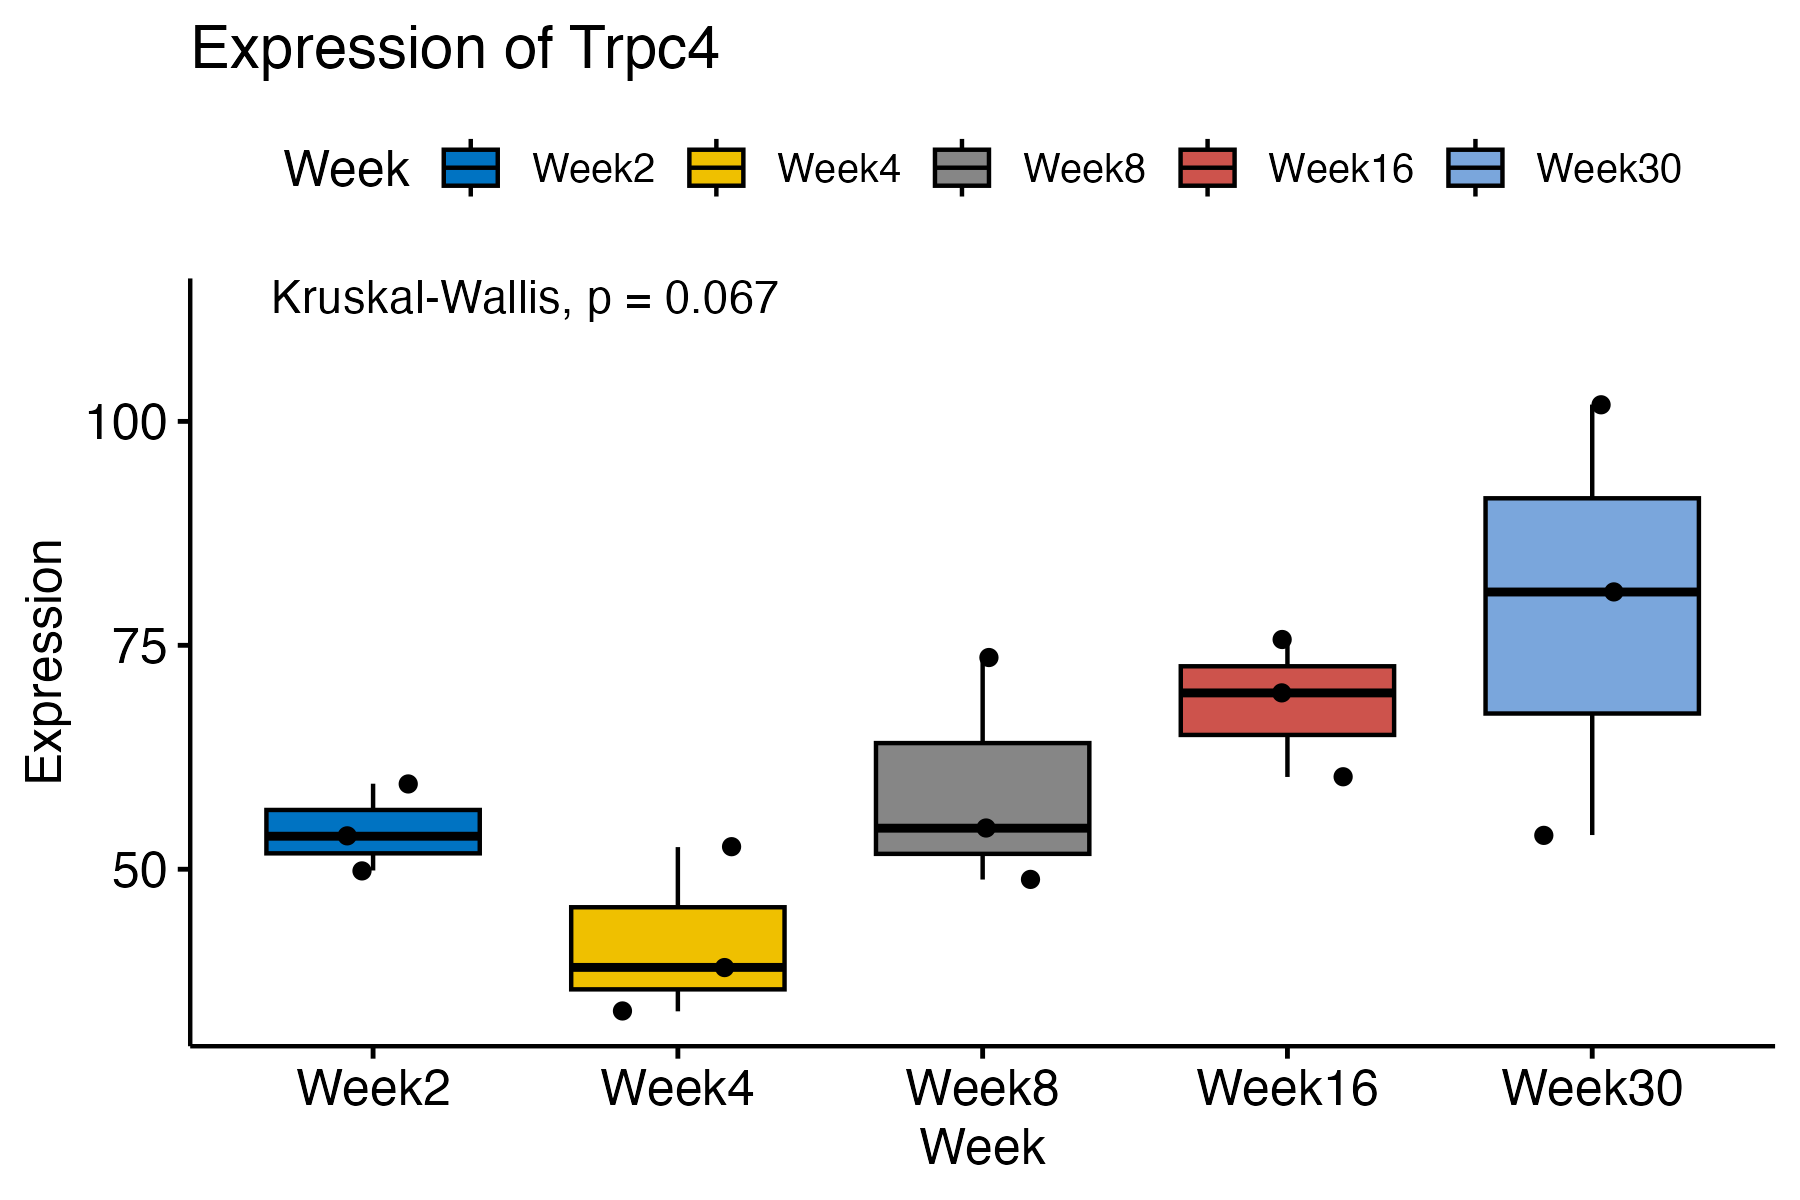 Expression of Trpc4
Week Week2 Week4 Week8 Week16 Week30
Kruskal-Wallis, p = 0.067
100
75
50
Expression
Week2 Week4 Week8 Week16 Week30
Week